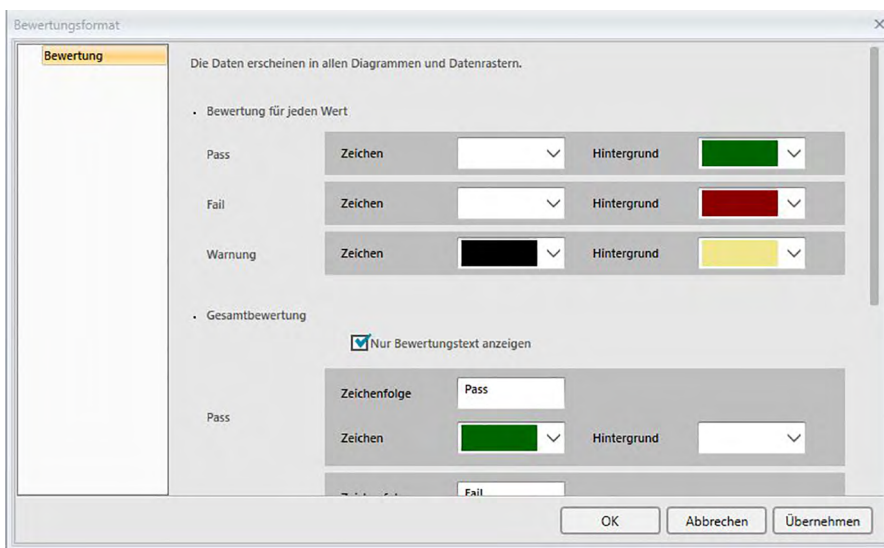 Bewertungsformat
Bewertung
Die Daten erscheinen in allen Diagrammen und Datenrastern.
• Bewertung für jeden Wert
Pass Zeichen Hintergrund
Fail Zeichen Hintergrund
Warnung Zeichen Hintergrund
• Gesamtbewertung
Nur Bewertungstext anzeigen
Zeichenfolge Pass
Pass
Zeichen Hintergrund
Fail
OK Abbrechen Übernehmen